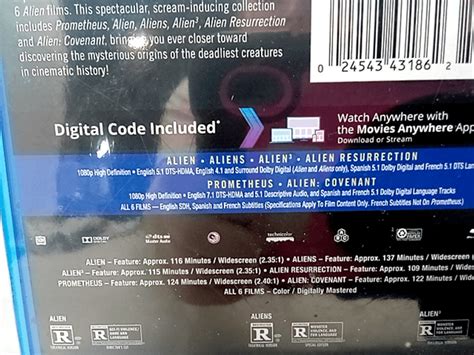 6 Alien films. This spectacular, scream-inducing collection
includes Prometheus, Alien, Aliens, Alien³, Alien Resurrection
and Alien: Covenant, bringing you ever closer toward
discovering the mysterious origins of the deadliest creatures
in cinematic history!
0 24543 43186 2
Digital Code Included*
Watch Anywhere with
the Movies Anywhere App
Download or Stream
ALIEN • ALIENS • ALIEN³ • ALIEN RESURRECTION
1080p High Definition • English 5.1 DTS-HDMA, English 4.1 and Surround Dolby Digital (Alien and Aliens only), Spanish 5.1 Dolby Digital and French 5.1 DTS
PROMETHEUS • ALIEN: COVENANT
1080p High Definition • English 7.1 DTS-HDMA and 5.1 Descriptive Audio, and Spanish and French 5.1 Dolby Digital Language Tracks
ALL 6 FILMS — English SDH, Spanish and French Subtitles (Specifications Apply To Film Content Only. French Subtitles Not On Prometheus.)
DOLBY
dts-HD
Master Audio
technicolor
ALIEN – Feature: Approx. 116 Minutes / Widescreen (2.35:1) • ALIENS – Feature: Approx. 137 Minutes / Widescreen
ALIEN³ – Feature: Approx. 115 Minutes / Widescreen (2.35:1) • ALIEN RESURRECTION – Feature: Approx. 109 Minutes / Widescreen
PROMETHEUS – Feature: Approx. 124 Minutes / Widescreen (2.40:1) • ALIEN: COVENANT – Feature: Approx. 122 Minutes
ALL 6 FILMS – Color / Digitally Mastered
ALIEN
ALIENS
ALIEN³
R
R
R